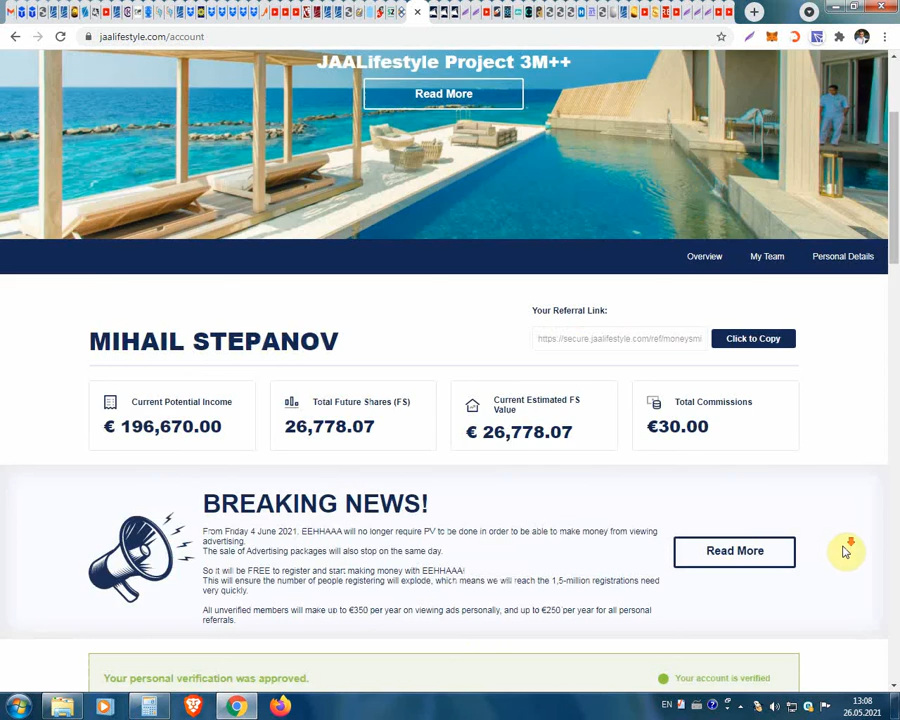 jaalifestyle.com/account
JAALifestyle Project 3M++
Read More
Overview My Team Personal Details
Your Referral Link:
MIHAIL STEPANOV
https://secure.jaalifestyle.com/ref/moneysmi
Click to Copy
Current Potential Income
€ 196,670.00
Total Future Shares (FS)
26,778.07
Current Estimated FS
Value
€ 26,778.07
Total Commissions
€30.00
BREAKING NEWS!
From Friday 4 June 2021, EEHHAAA will no longer require PV to be done in order to be able to make money from viewing
advertising.
The sale of Advertising packages will also stop on the same day.
So it will be FREE to register and start making money with EEHHAAA!
This will ensure the number of people registering will explode, which means we will reach the 1,5-million registrations need
very quickly.
All unverified members will make up to €350 per year on viewing ads personally, and up to €250 per year for all personal
referrals.
Read More
Your personal verification was approved.
Your account is verified
EN
13:08
26.05.2021